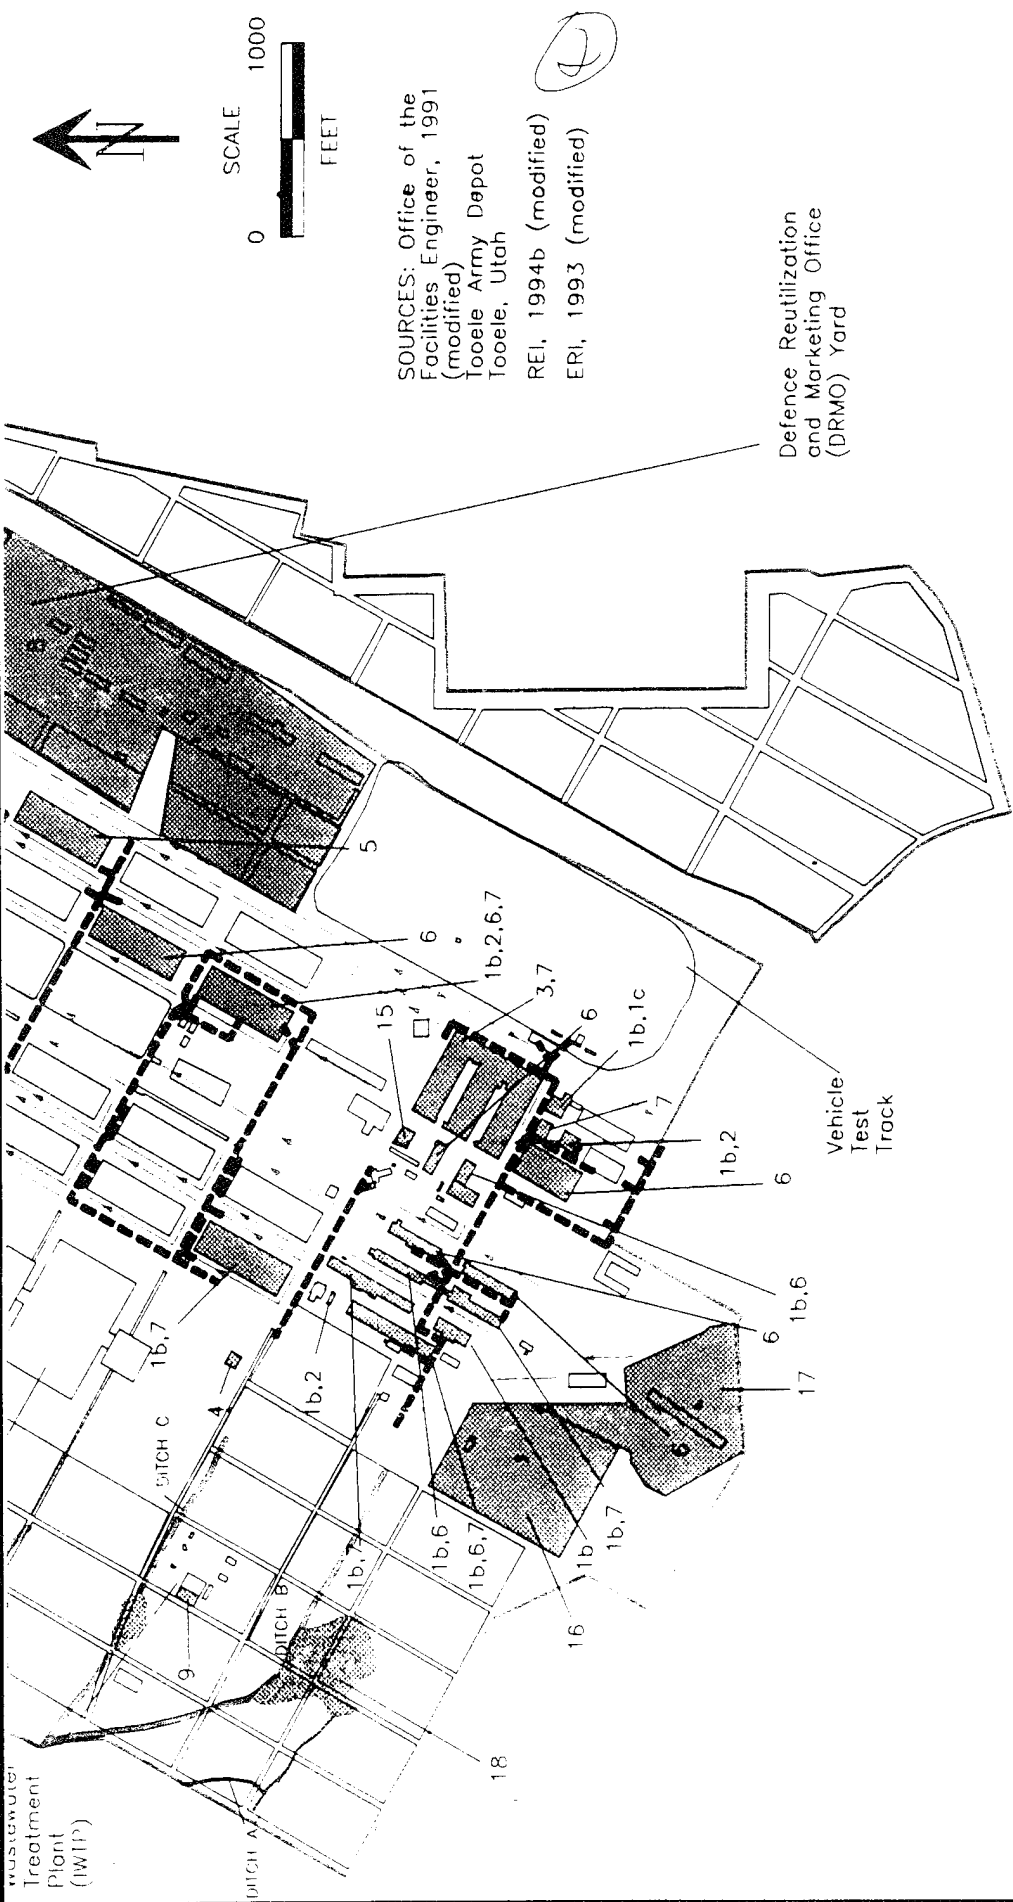 N
SCALE
0
1000
FEET
SOURCES: Office of the
Facilities Engineer, 1991
(modified)
Tooele Army Depot
Tooele, Utah
REI, 1994b (modified)
ERI, 1993 (modified)
Defence Reutilization
and Marketing Office
(DRMO) Yard
5
6
1b,2,6,7
15
3,7
6
1b,1c
7
1b,2
6
Vehicle
Test
Track
1b,6
6
17
1b,7
1b,2
4
DITCH C
1b,7
1b,6
1b,6,7
1b
1b,7
16
9
DITCH B
18
DITCH A
Treatment
Plant
(IWTP)